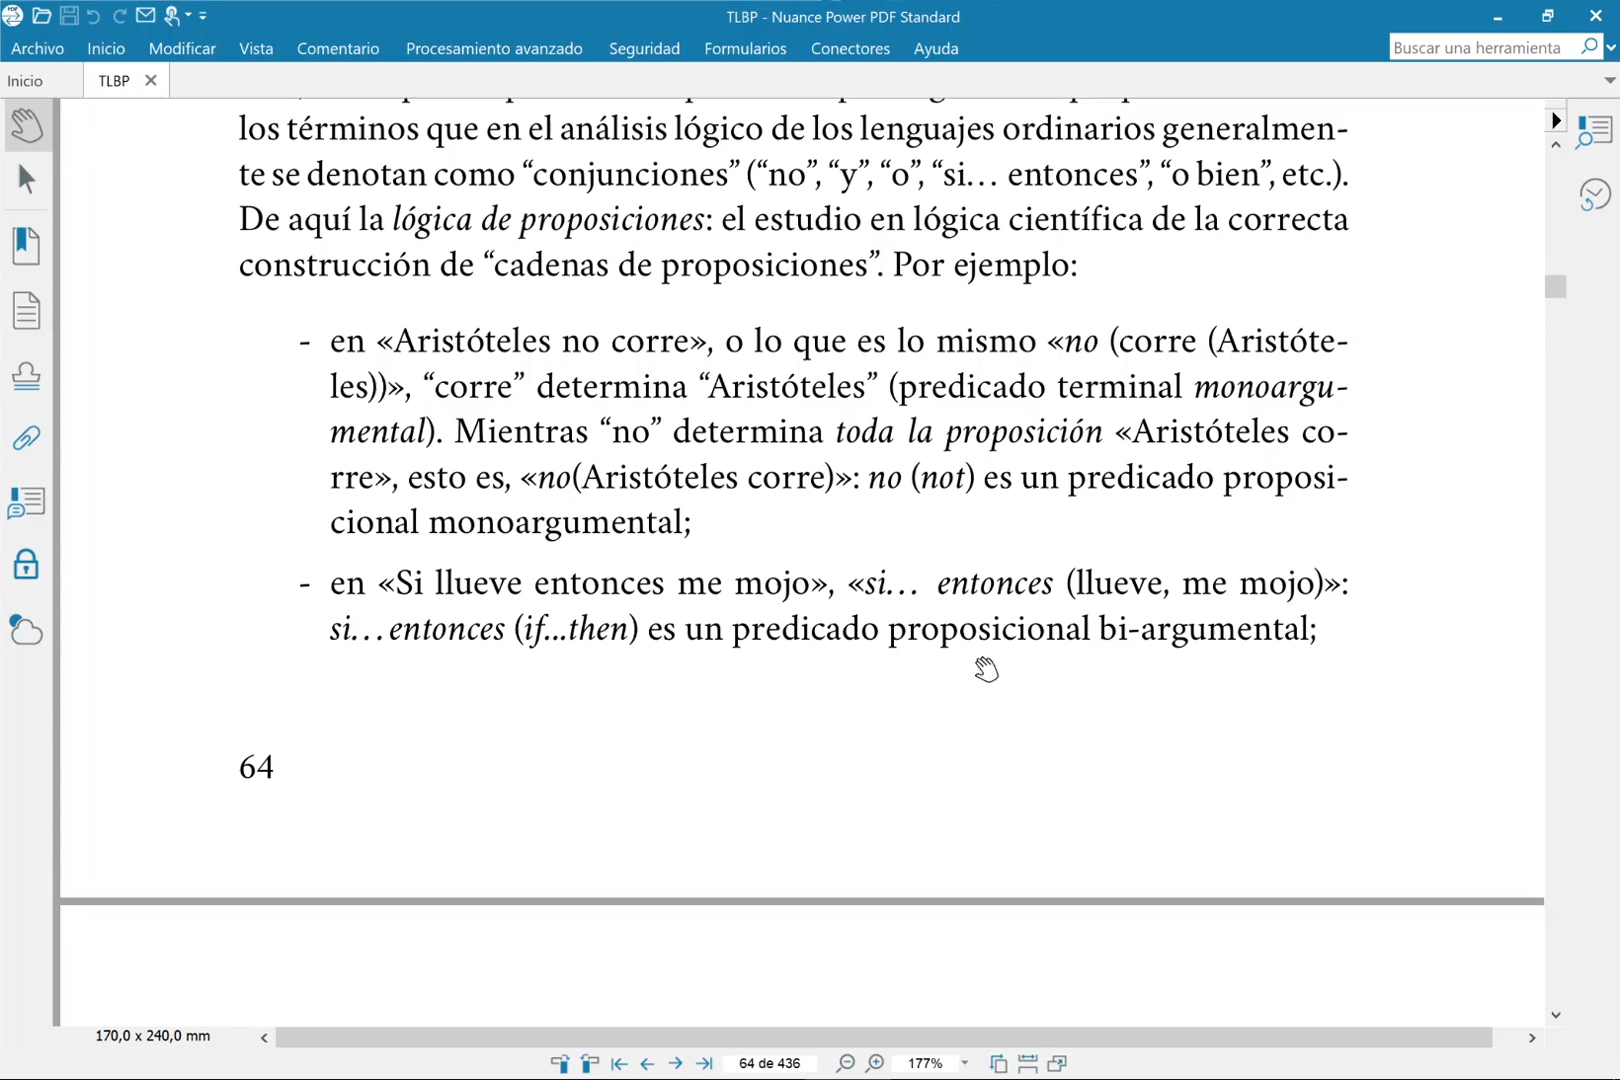 TLBP - Nuance Power PDF Standard
Archivo Inicio Modificar Vista Comentario Procesamiento avanzado Seguridad Formularios Conectores Ayuda
Buscar una herramienta
Inicio TLBP
los términos que en el análisis lógico de los lenguajes ordinarios generalmen-
te se denotan como “conjunciones” (“no”, “y”, “o”, “si… entonces”, “o bien”, etc.).
De aquí la lógica de proposiciones: el estudio en lógica científica de la correcta
construcción de “cadenas de proposiciones”. Por ejemplo:
- en «Aristóteles no corre», o lo que es lo mismo «no (corre (Aristóte-
les))», “corre” determina “Aristóteles” (predicado terminal monoargu-
mental). Mientras “no” determina toda la proposición «Aristóteles co-
rre», esto es, «no(Aristóteles corre)»: no (not) es un predicado proposi-
cional monoargumental;
- en «Si llueve entonces me mojo», «si… entonces (llueve, me mojo)»:
si…entonces (if...then) es un predicado proposicional bi-argumental;
64
170,0 x 240,0 mm
64 de 436
177%